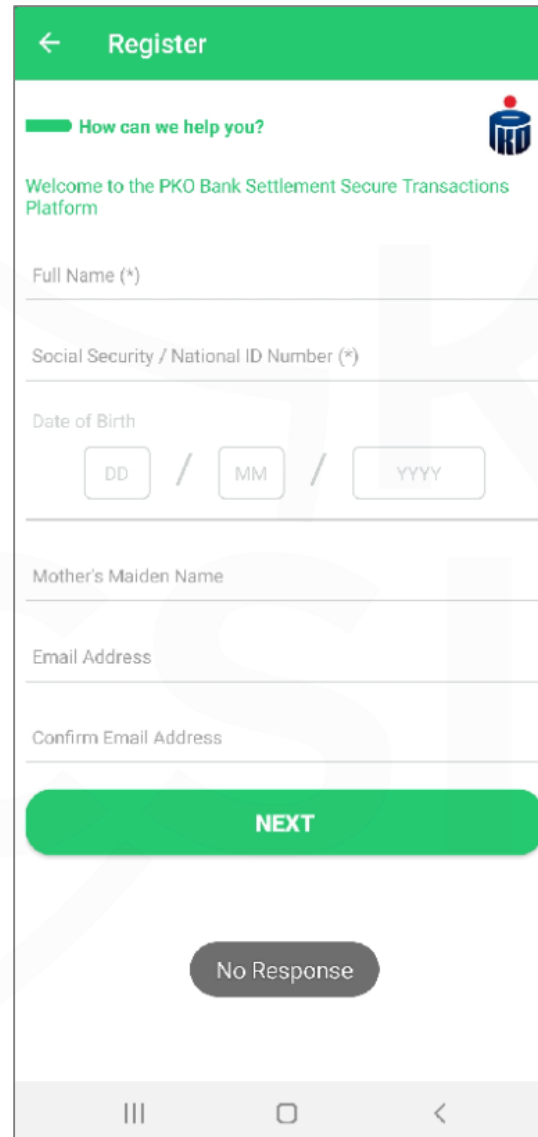 Register
How can we help you?
PKO
Welcome to the PKO Bank Settlement Secure Transactions
Platform
Full Name (*)
Social Security / National ID Number (*)
Date of Birth
DD / MM / YYYY
Mother's Maiden Name
Email Address
Confirm Email Address
NEXT
No Response